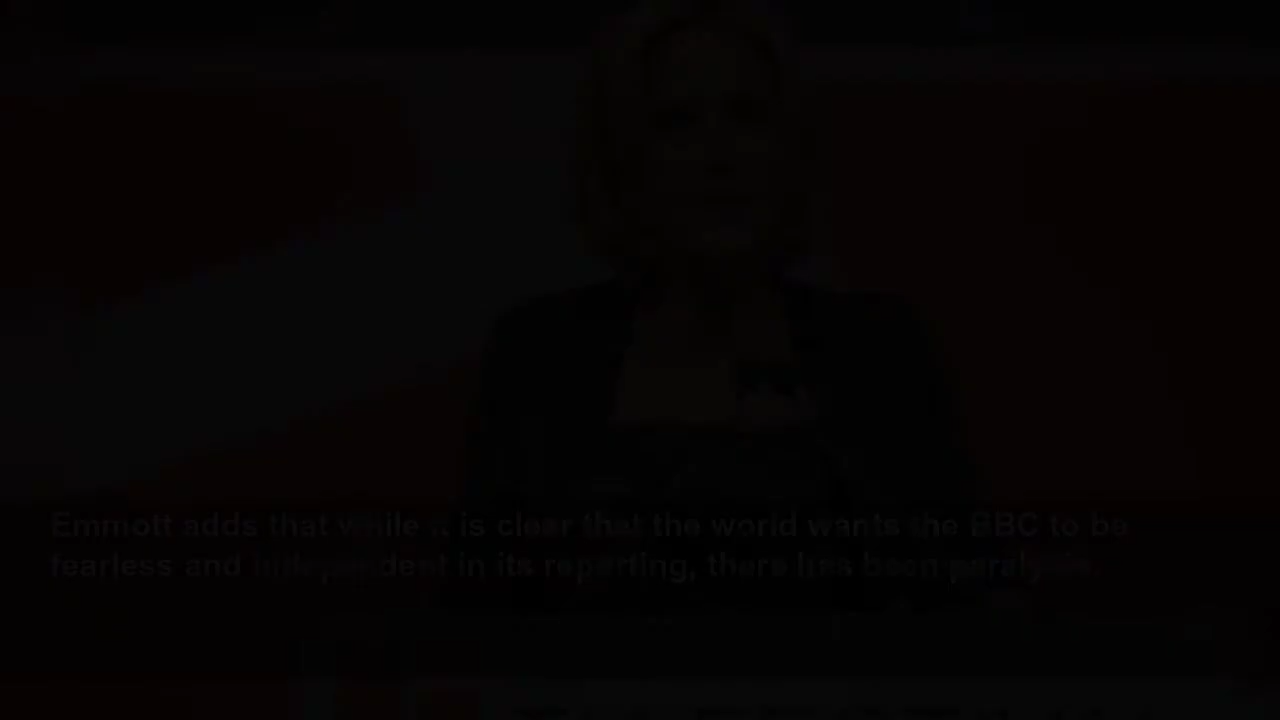 Emmott adds that while it is clear that the world wants the BBC to be
fearless and independent in its reporting, there has been paralysis.